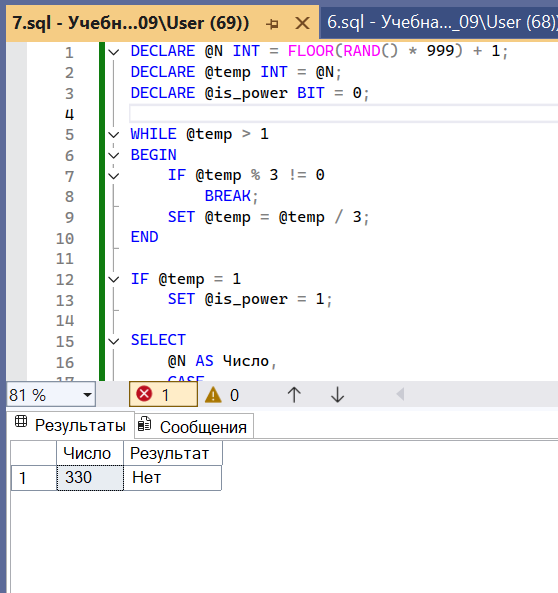 7.sql - Учебн...09\User (69))
6.sql - Учебна..._09\User (68)
1 DECLARE @N INT = FLOOR(RAND() * 999) + 1;
2 DECLARE @temp INT = @N;
3 DECLARE @is_power BIT = 0;
4
5 WHILE @temp > 1
6 BEGIN
7 IF @temp % 3 != 0
8 BREAK;
9 SET @temp = @temp / 3;
10 END
11
12 IF @temp = 1
13 SET @is_power = 1;
14
15 SELECT
16 @N AS Число,
17 CASE
81 % 1 0
Результаты Сообщения
Число Результат
1 330 Нет